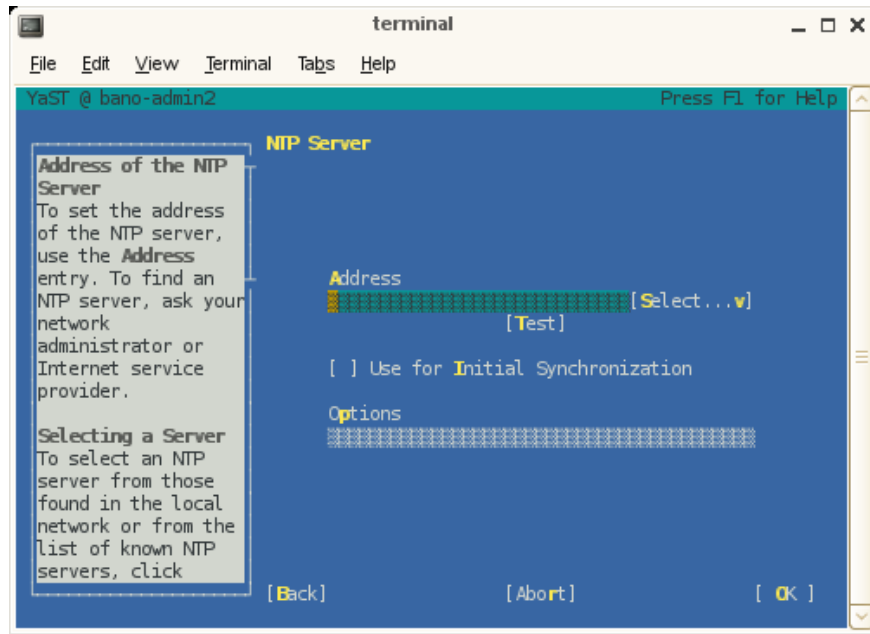 terminal
File Edit View Terminal Tabs Help
YaST @ bano-admin2 Press F1 for Help
NTP Server
Address of the NTP
Server
To set the address
of the NTP server,
use the Address
entry. To find an
NTP server, ask your
network
administrator or
Internet service
provider.
Selecting a Server
To select an NTP
server from those
found in the local
network or from the
list of known NTP
servers, click
Address
[Select...v]
[Test]
[ ] Use for Initial Synchronization
Options
[Back] [Abort] [ OK ]